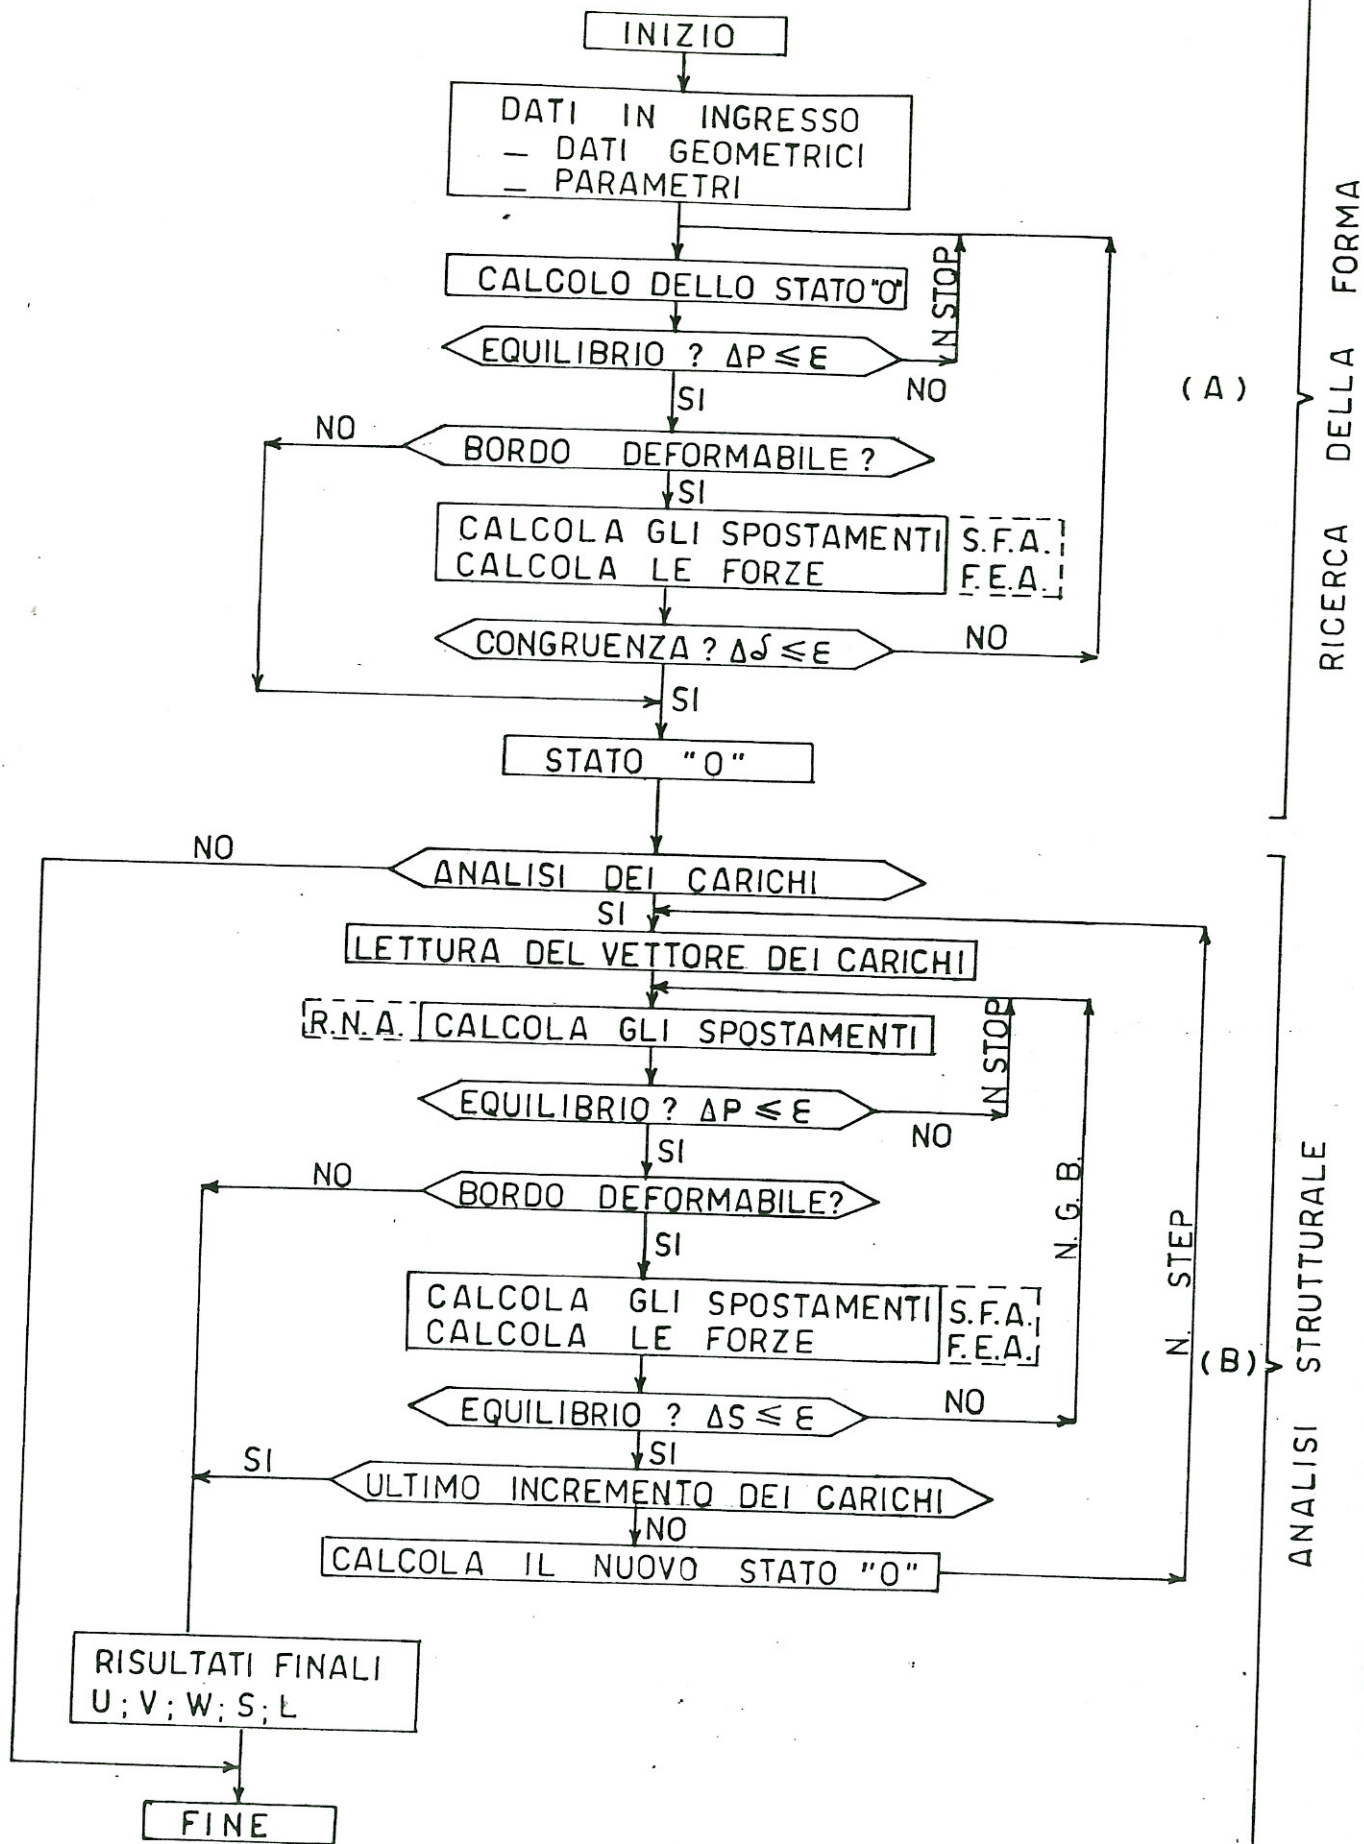 INIZIO
DATI IN INGRESSO
— DATI GEOMETRICI
— PARAMETRI
CALCOLO DELLO STATO "O"
N STOP
EQUILIBRIO ? ΔP ⩽ ε
NO
SI
(A)
RICERCA DELLA FORMA
NO
BORDO DEFORMABILE ?
SI
CALCOLA GLI SPOSTAMENTI
CALCOLA LE FORZE
S.F.A.
F.E.A.
CONGRUENZA ? Δδ ⩽ ε
NO
SI
STATO "O"
NO
ANALISI DEI CARICHI
SI
LETTURA DEL VETTORE DEI CARICHI
R.N.A.
CALCOLA GLI SPOSTAMENTI
N STOP
EQUILIBRIO ? ΔP ⩽ ε
NO
SI
NO
BORDO DEFORMABILE?
SI
N. G. B.
N. STEP
(B)
ANALISI STRUTTURALE
CALCOLA GLI SPOSTAMENTI
CALCOLA LE FORZE
S.F.A.
F.E.A.
EQUILIBRIO ? ΔS ⩽ ε
NO
SI
SI
ULTIMO INCREMENTO DEI CARICHI
NO
CALCOLA IL NUOVO STATO "O"
RISULTATI FINALI
U; V; W; S; L
FINE